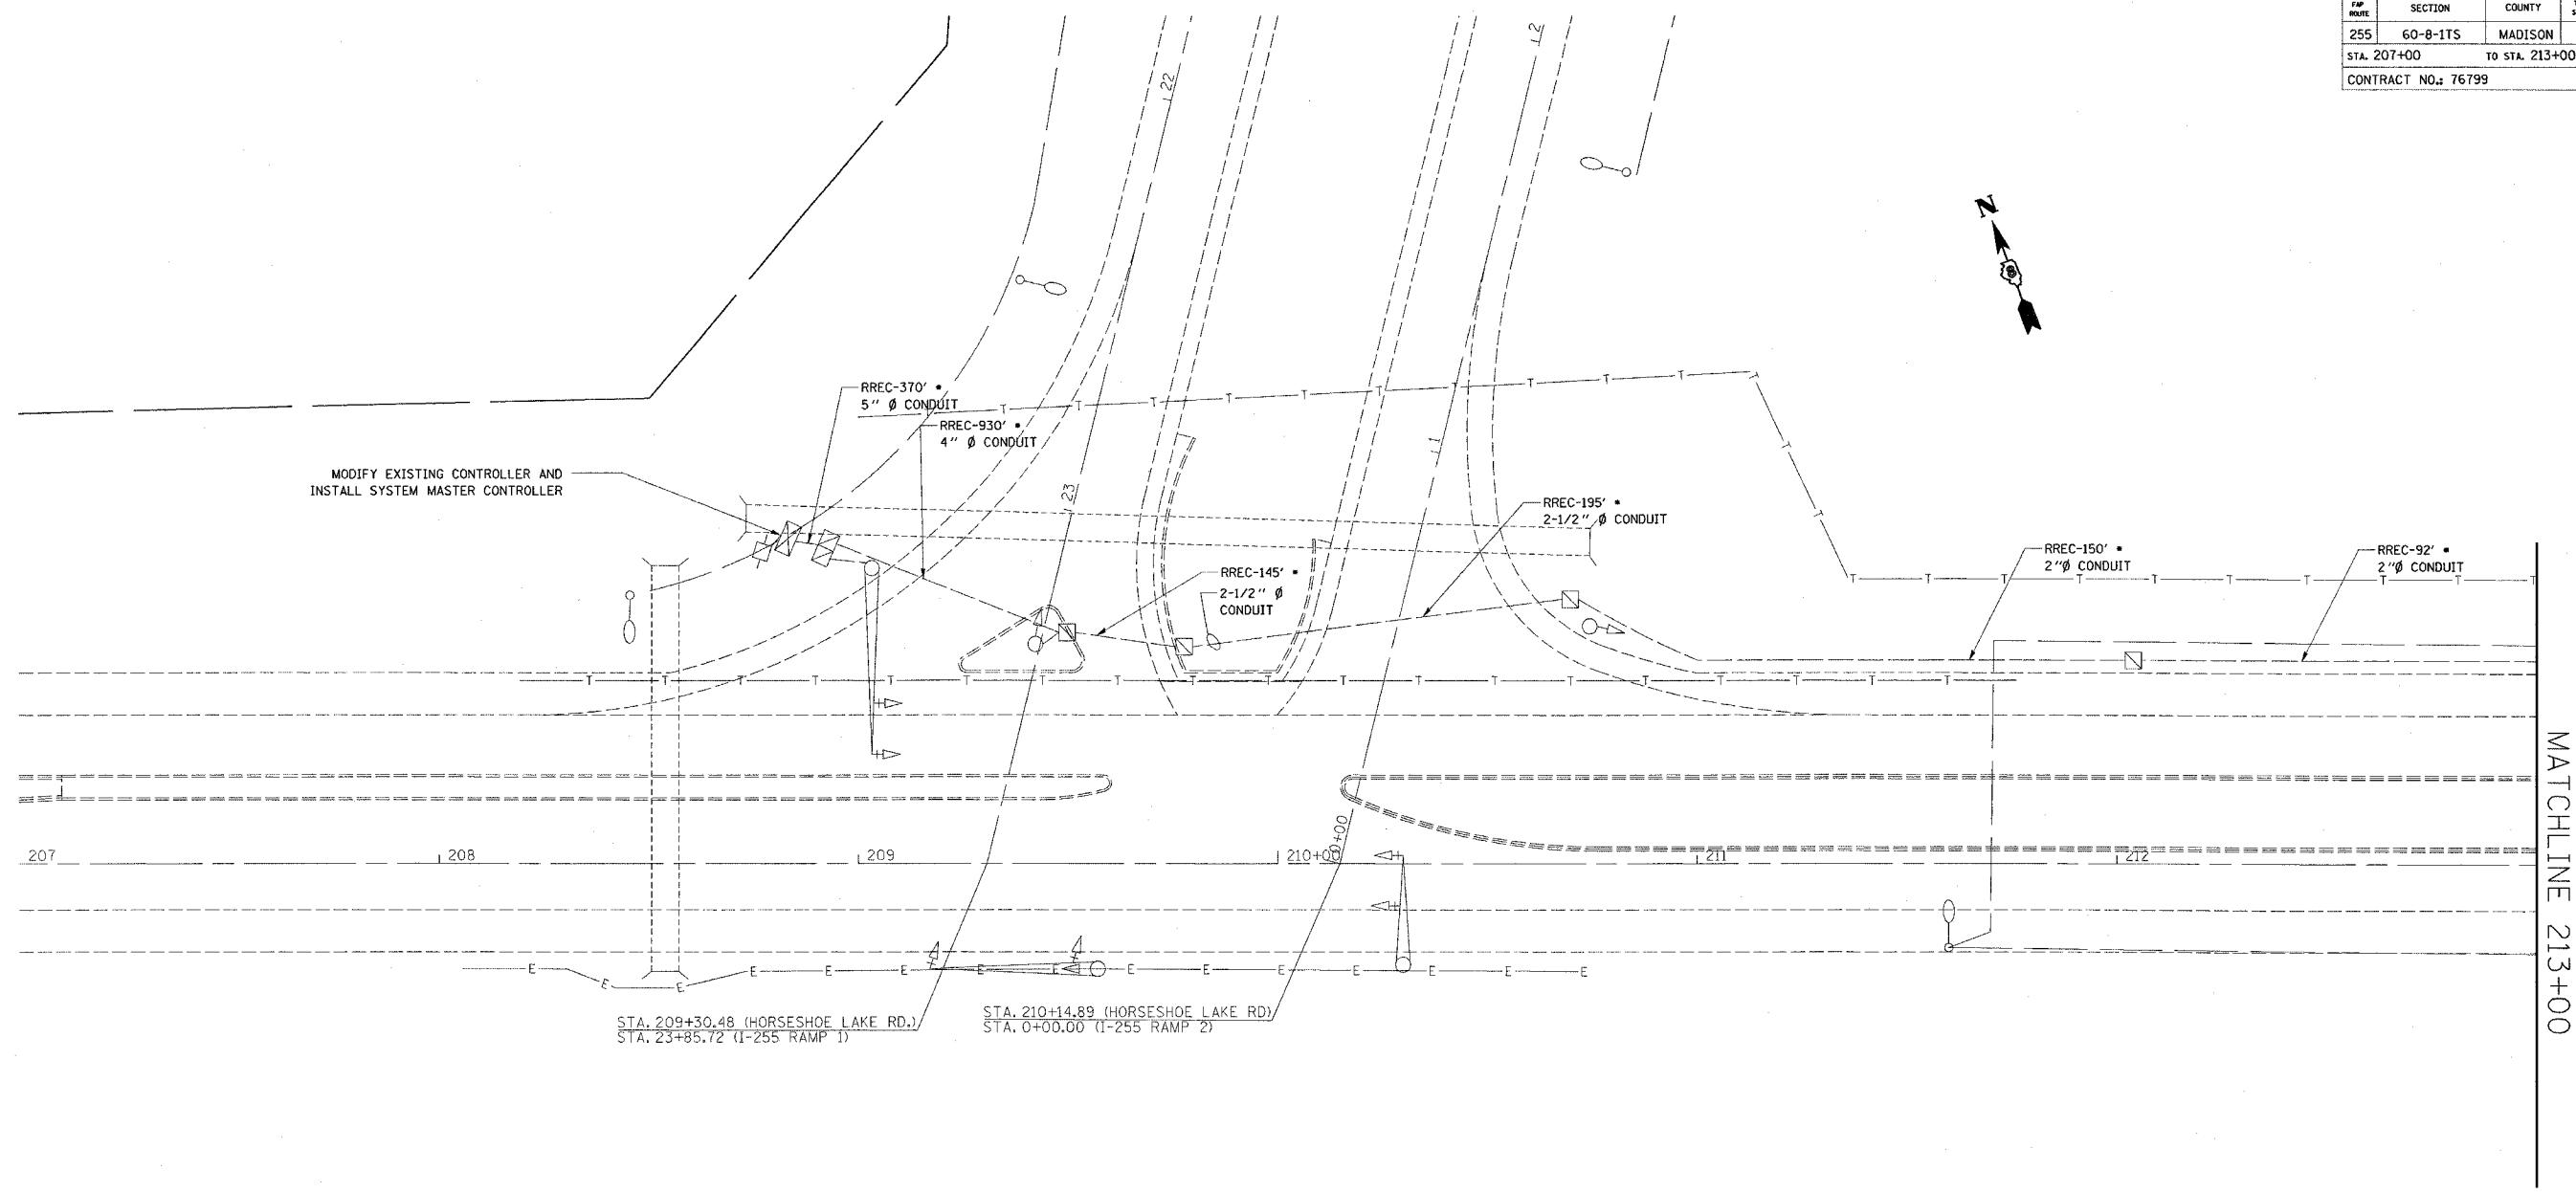 FAP ROUTE SECTION COUNTY
255 60-8-1TS MADISON
STA. 207+00 TO STA. 213+00
CONTRACT NO.: 76799
22
2
N
8
RREC-370' *
5" Ø CONDUIT
RREC-930' *
4" Ø CONDUIT
T T T T T T T T T T T
1
MODIFY EXISTING CONTROLLER AND
INSTALL SYSTEM MASTER CONTROLLER
23
RREC-195' *
2-1/2" Ø CONDUIT
RREC-145' *
2-1/2" Ø
CONDUIT
RREC-150' *
2"Ø CONDUIT
RREC-92' *
2"Ø CONDUIT
T T T T T T T T T T
T T T T T T T T T T T T T T T T T T T
MATCHLINE 213+00
0+00
207 208 209 210+00 211 212
E E E E E E E E E E E E E E E
STA. 209+30.48 (HORSESHOE LAKE RD.)
STA. 23+85.72 (I-255 RAMP 1)
STA. 210+14.89 (HORSESHOE LAKE RD)
STA. 0+00.00 (I-255 RAMP 2)